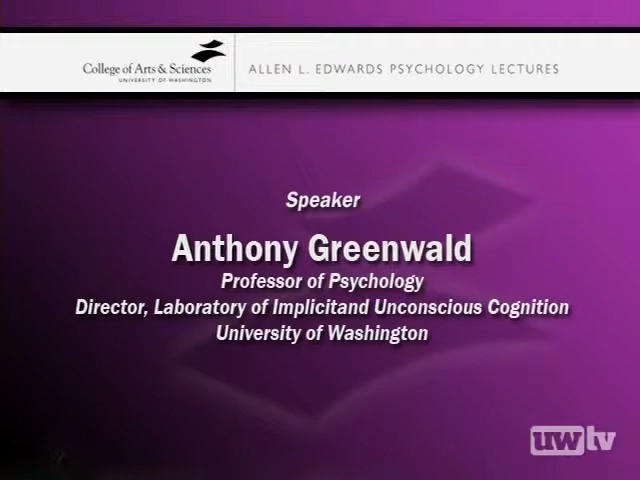 College of Arts & Sciences
UNIVERSITY OF WASHINGTON
ALLEN L. EDWARDS PSYCHOLOGY LECTURES
Speaker
Anthony Greenwald
Professor of Psychology
Director, Laboratory of Implicitand Unconscious Cognition
University of Washington
uwtv